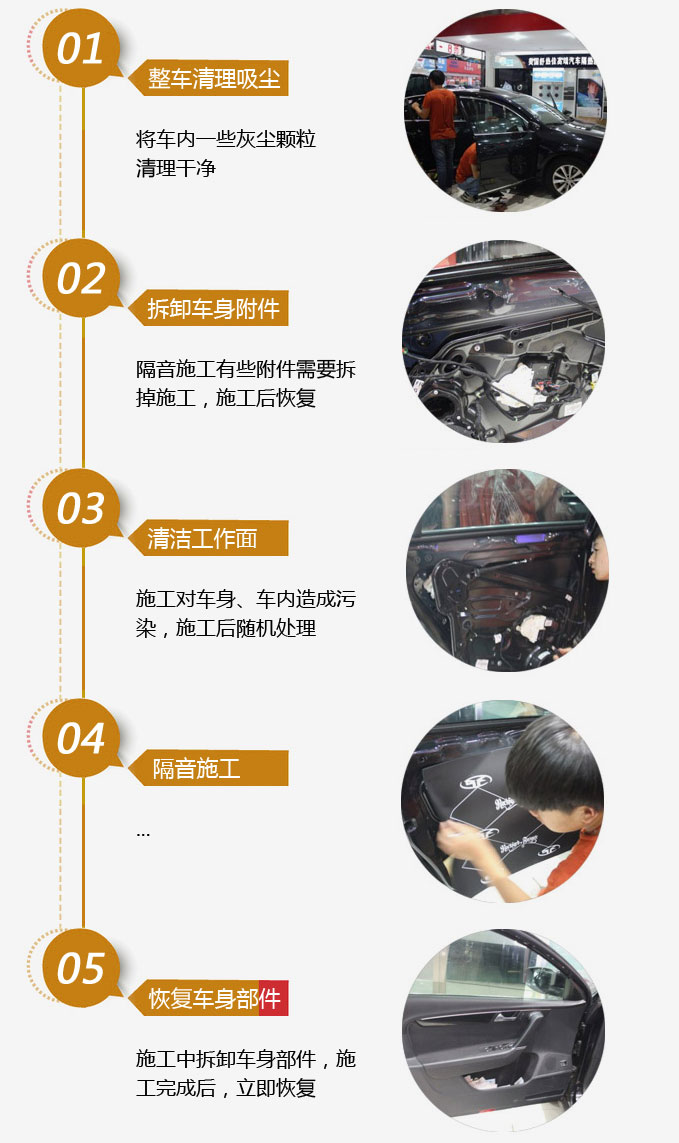 01
整车清理吸尘
将车内一些灰尘颗粒
清理干净
02
拆卸车身附件
隔音施工有些附件需要拆
掉施工，施工后恢复
03
清洁工作面
施工对车身、车内造成污
染，施工后随机处理
04
隔音施工
...
05
恢复车身部件
施工中拆卸车身部件，施
工完成后，立即恢复